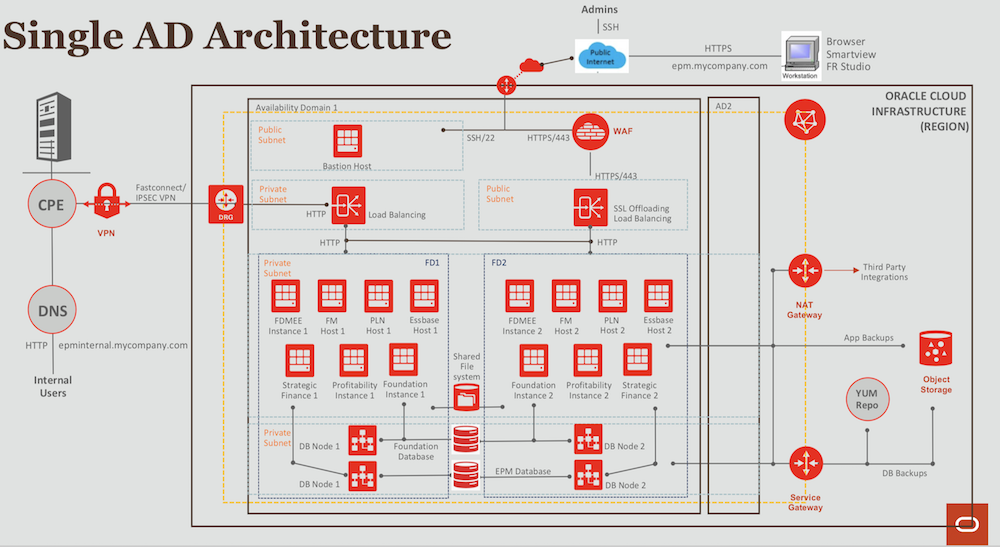 Single AD Architecture
Admins
SSH
Public
Internet
HTTPS
epm.mycompany.com
Workstation
Browser
Smartview
FR Studio
ORACLE CLOUD
INFRASTRUCTURE
(REGION)
Availability Domain 1
AD2
Public
Subnet
Bastion Host
SSH/22
HTTPS/443
WAF
HTTPS/443
CPE
VPN
Fastconnect/
IPSEC VPN
DRG
Private
Subnet
HTTP
Load Balancing
Public
Subnet
SSL Offloading
Load Balancing
HTTP
HTTP
DNS
HTTP
epminternal.mycompany.com
Internal
Users
Private
Subnet
FD1
FD2
FDMEE
Instance 1
FM
Host 1
PLN
Host 1
Essbase
Host 1
FDMEE
Instance 2
FM
Host 2
PLN
Host 2
Essbase
Host 2
Strategic
Finance 1
Profitability
Instance 1
Foundation
Instance 1
Shared
File
system
Foundation
Instance 2
Profitability
Instance 2
Strategic
Finance 2
Private
Subnet
DB Node 1
Foundation
Database
DB Node 2
DB Node 1
EPM Database
DB Node 2
NAT
Gateway
Third Party
Integrations
App Backups
Object
Storage
YUM
Repo
DB Backups
Service
Gateway